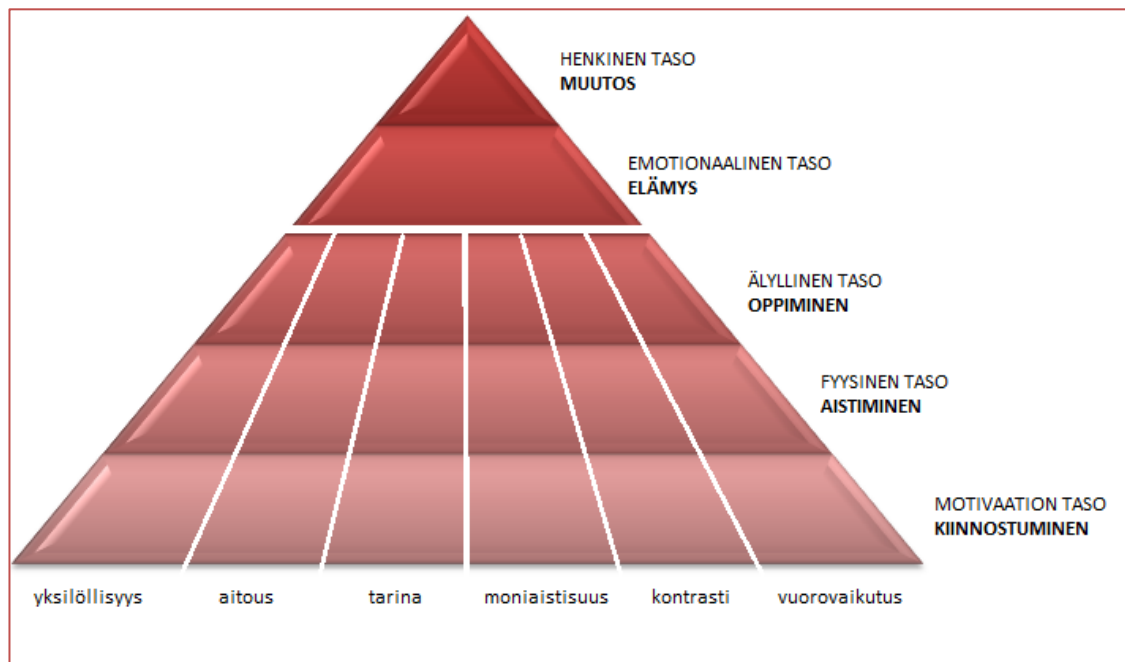 HENKINEN TASO
MUUTOS
EMOTIONAALINEN TASO
ELÄMYS
ÄLYLLINEN TASO
OPPIMINEN
FYYSINEN TASO
AISTIMINEN
MOTIVAATION TASO
KIINNOSTUMINEN
yksilöllisyys aitous tarina moniaistisuus kontrasti vuorovaikutus